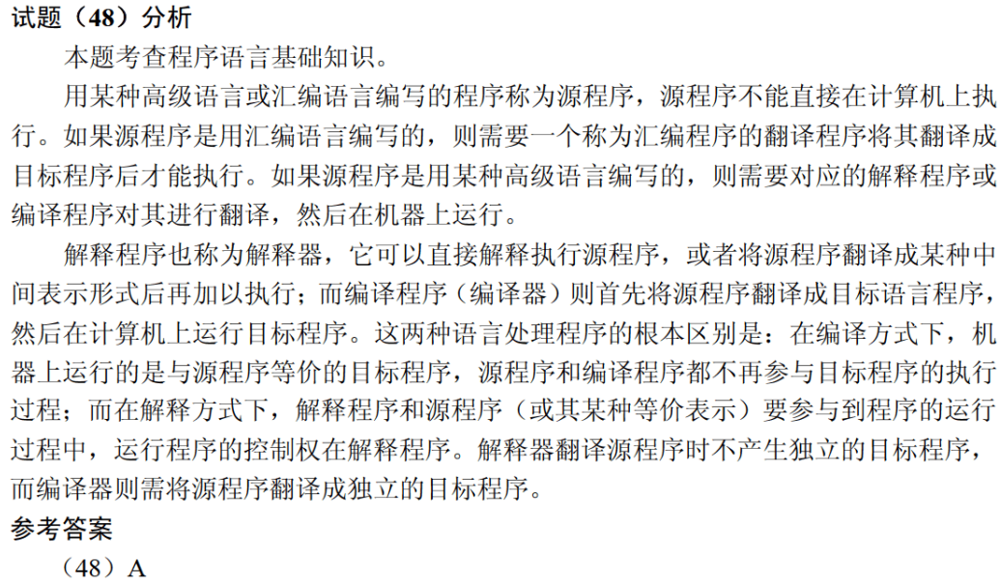 试题（48）分析
本题考查程序语言基础知识。
用某种高级语言或汇编语言编写的程序称为源程序，源程序不能直接在计算机上执
行。如果源程序是用汇编语言编写的，则需要一个称为汇编程序的翻译程序将其翻译成
目标程序后才能执行。如果源程序是用某种高级语言编写的，则需要对应的解释程序或
编译程序对其进行翻译，然后在机器上运行。
解释程序也称为解释器，它可以直接解释执行源程序，或者将源程序翻译成某种中
间表示形式后再加以执行；而编译程序（编译器）则首先将源程序翻译成目标语言程序，
然后在计算机上运行目标程序。这两种语言处理程序的根本区别是：在编译方式下，机
器上运行的是与源程序等价的目标程序，源程序和编译程序都不再参与目标程序的执行
过程；而在解释方式下，解释程序和源程序（或其某种等价表示）要参与到程序的运行
过程中，运行程序的控制权在解释程序。解释器翻译源程序时不产生独立的目标程序，
而编译器则需将源程序翻译成独立的目标程序。
参考答案
（48）A